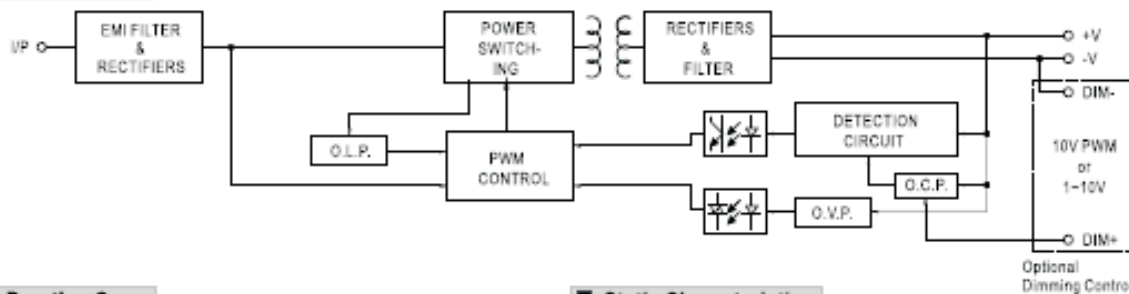 I/P
EMI FILTER
&
RECTIFIERS
POWER
SWITCH-
ING
RECTIFIERS
&
FILTER
+V
-V
DIM-
DETECTION
CIRCUIT
O.L.P.
PWM
CONTROL
10V PWM
or
1~10V
O.C.P.
O.V.P.
DIM+
Optional
Dimming Contro